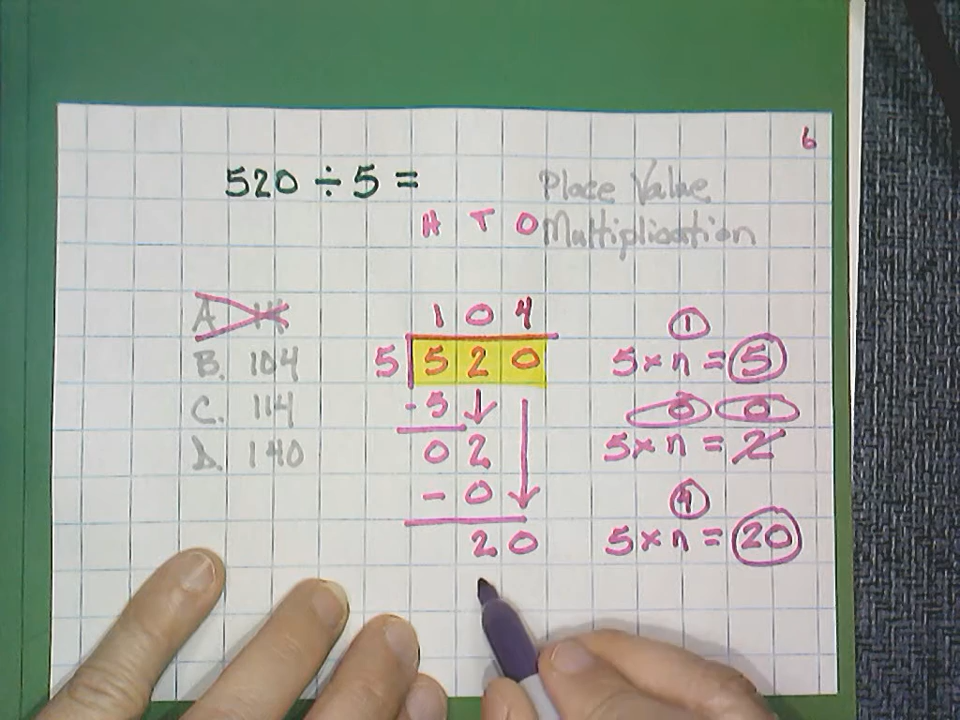 6
520 ÷ 5 =
Place Value
Multiplication
H T O
A 14
B. 104
C. 114
D. 140
1 0 4
5 5 2 0
- 5
0 2
- 0
2 0
1
5 × n = 5
0 0
5 × n = 2
4
5 × n = 20